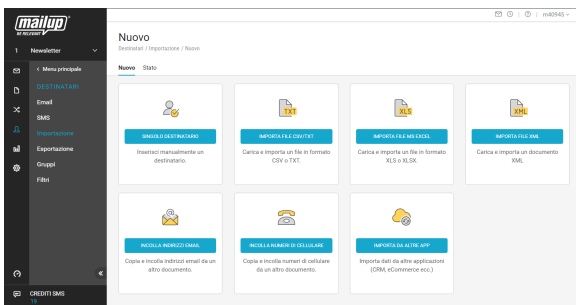 mailup
BE RELEVANT
m40945
Nuovo
Destinatari / Importazione / Nuovo
Nuovo Stato
1 Newsletter
< Menu principale
DESTINATARI
Email
SMS
Importazione
Esportazione
Gruppi
Filtri
CREDITI SMS
19
TXT
SINGOLO DESTINATARIO
Inserisci manualmente un
destinatario.
IMPORTA FILE CSV/TXT
Carica e importa un file in formato
CSV o TXT.
XLS
IMPORTA FILE MS EXCEL
Carica e importa un file in formato
XLS o XLSX.
XML
IMPORTA FILE XML
Carica e importa un documento
XML
INCOLLA INDIRIZZI EMAIL
Copia e incolla indirizzi email da un
altro documento.
INCOLLA NUMERI DI CELLULARE
Copia e incolla numeri di cellulare
da un altro documento.
IMPORTA DA ALTRE APP
Importa dati da altre applicazioni
(CRM, eCommerce ecc.)